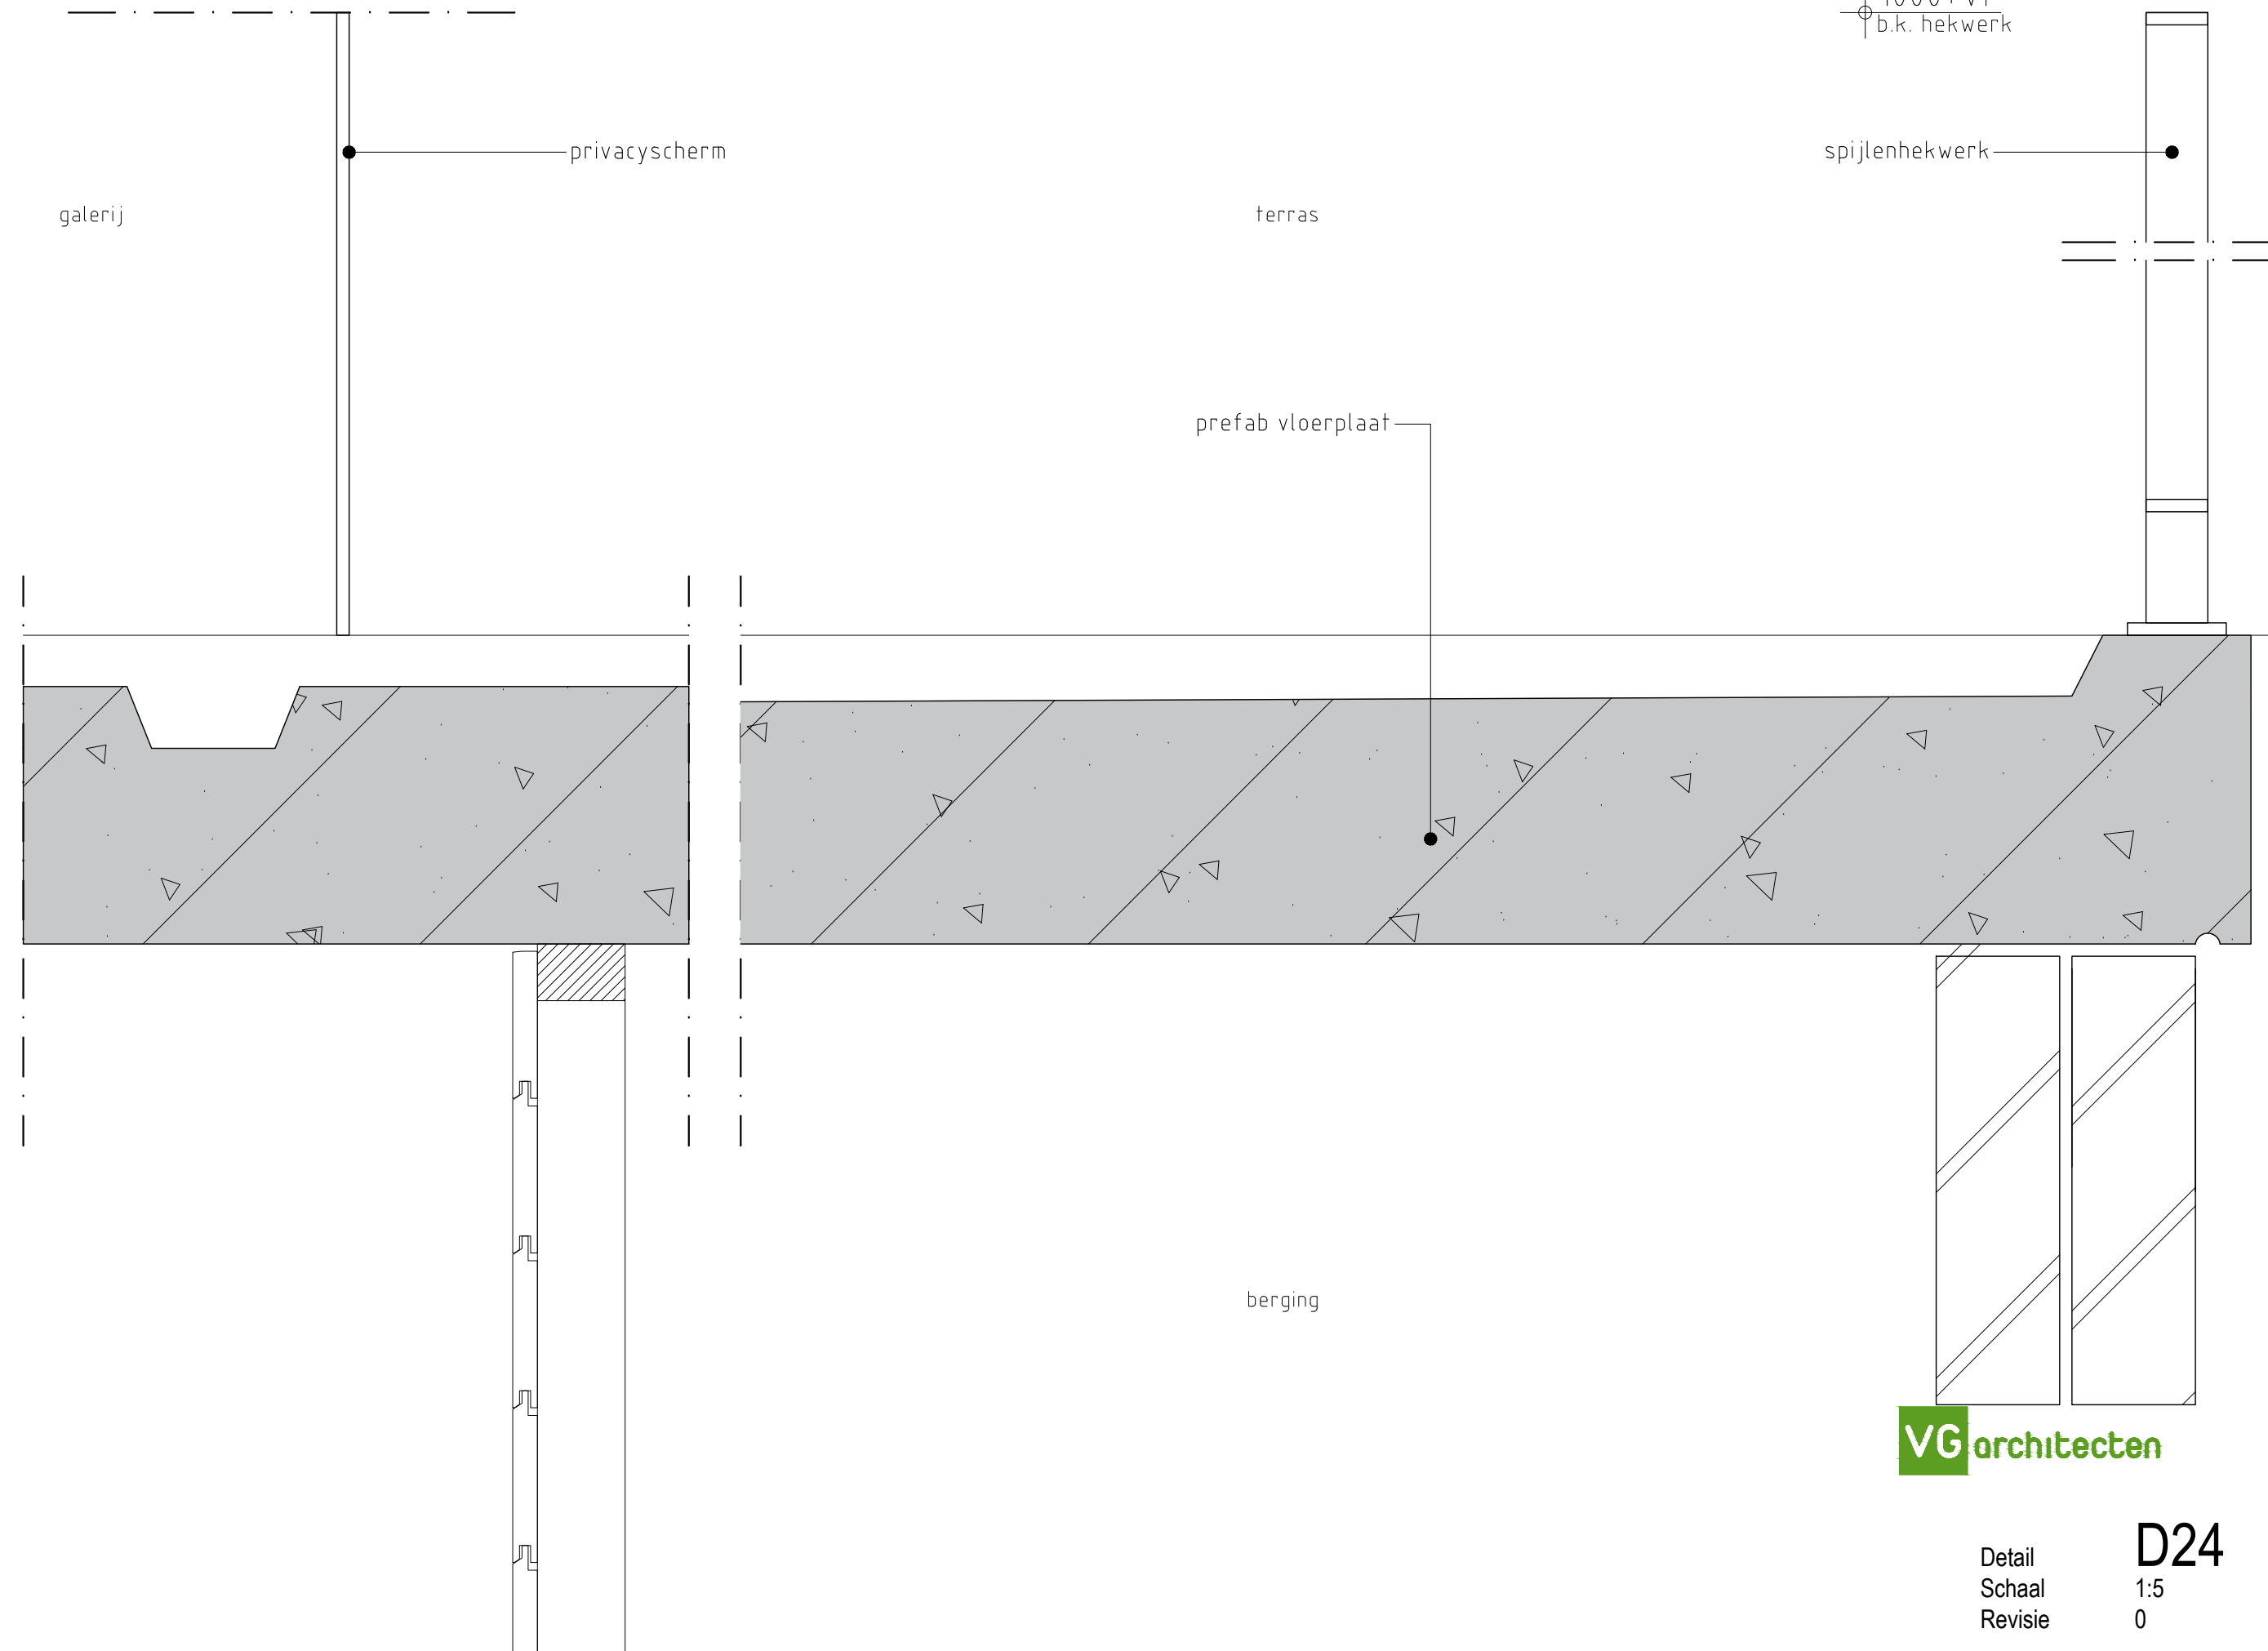 b.k. hekwerk
privacyscherm
spijlenhekwerk
galerij
terras
prefab vloerplaat
berging
VG architecten
Detail D24
Schaal 1:5
Revisie 0